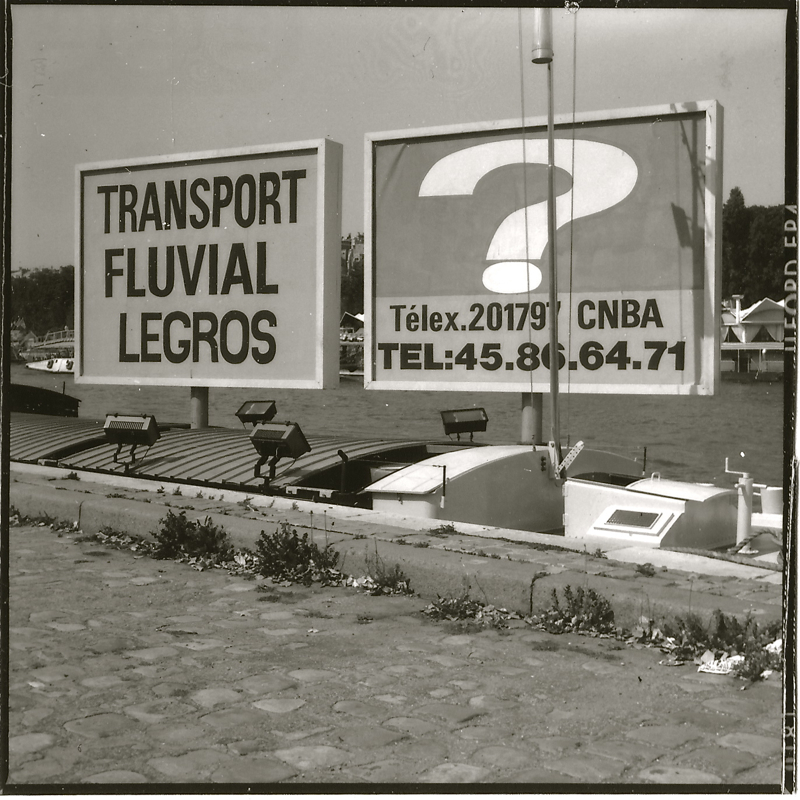 TRANSPORT
FLUVIAL
LEGROS
?
Télex.201797 CNBA
TEL:45.86.64.71
ILFORD FP4